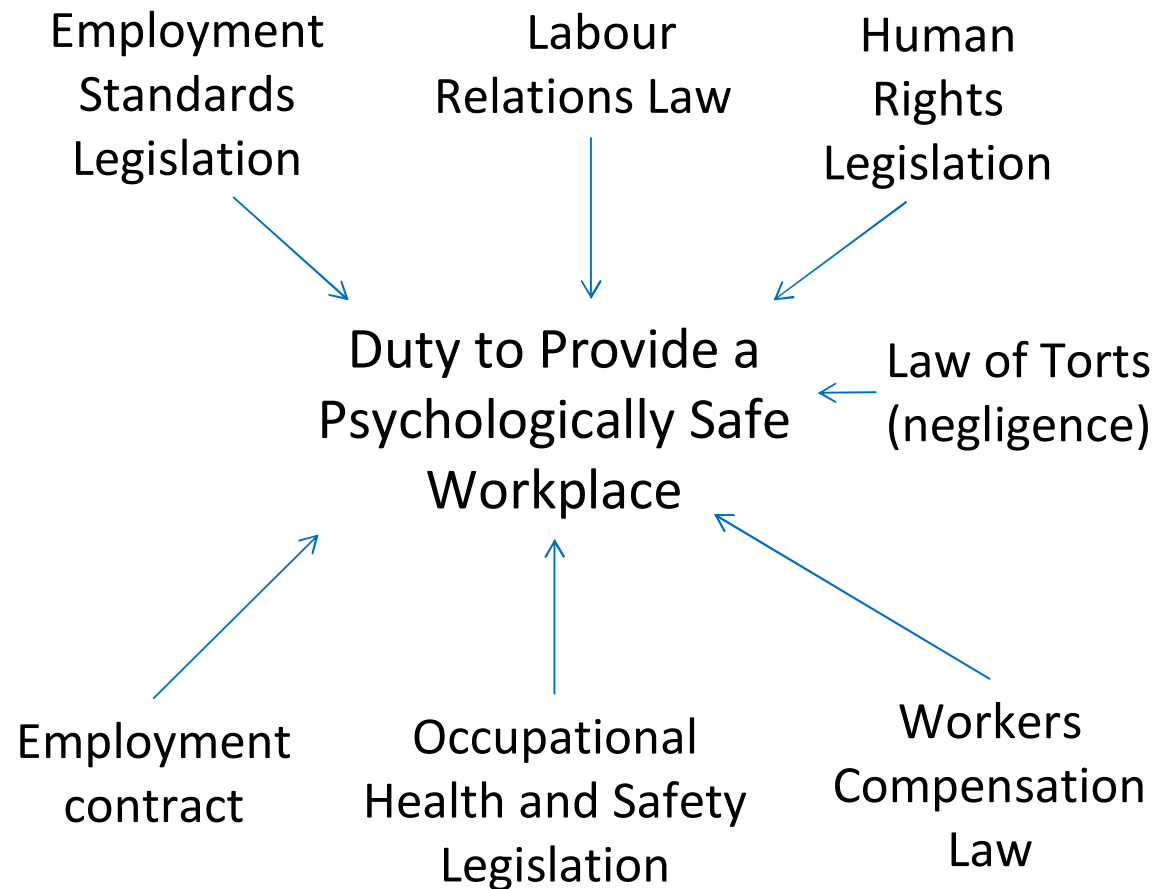 Employment
Standards
Legislation
Labour
Relations Law
Human
Rights
Legislation
Duty to Provide a
Psychologically Safe
Workplace
Law of Torts
(negligence)
Employment
contract
Occupational
Health and Safety
Legislation
Workers
Compensation
Law